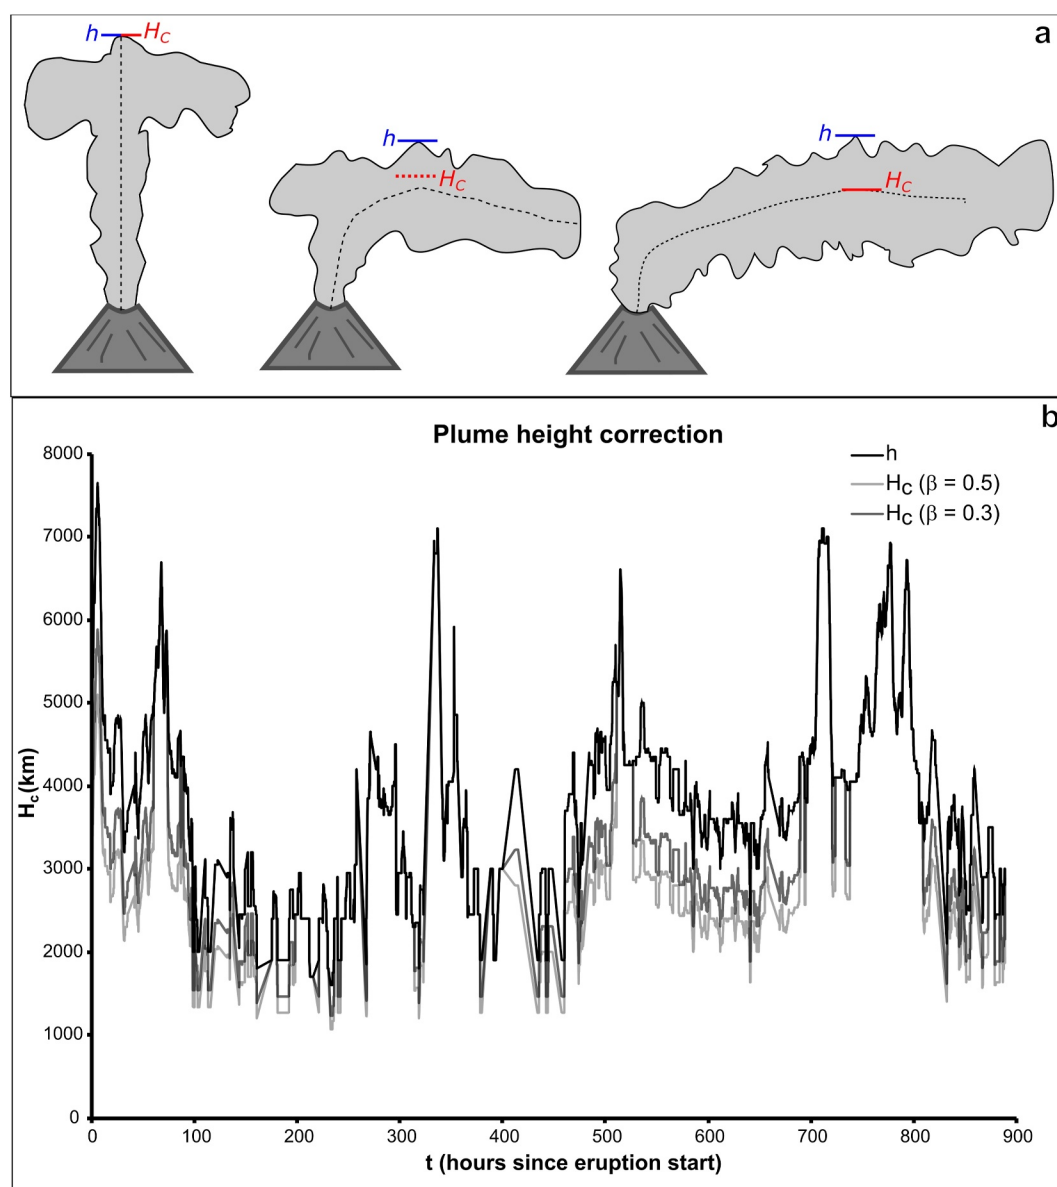 a
h H_C
h
H_C
h
H_C
b
Plume height correction
h
H_C (β = 0.5)
H_C (β = 0.3)
8000
7000
6000
5000
4000
3000
2000
1000
0
H_c (km)
0 100 200 300 400 500 600 700 800 900
t (hours since eruption start)